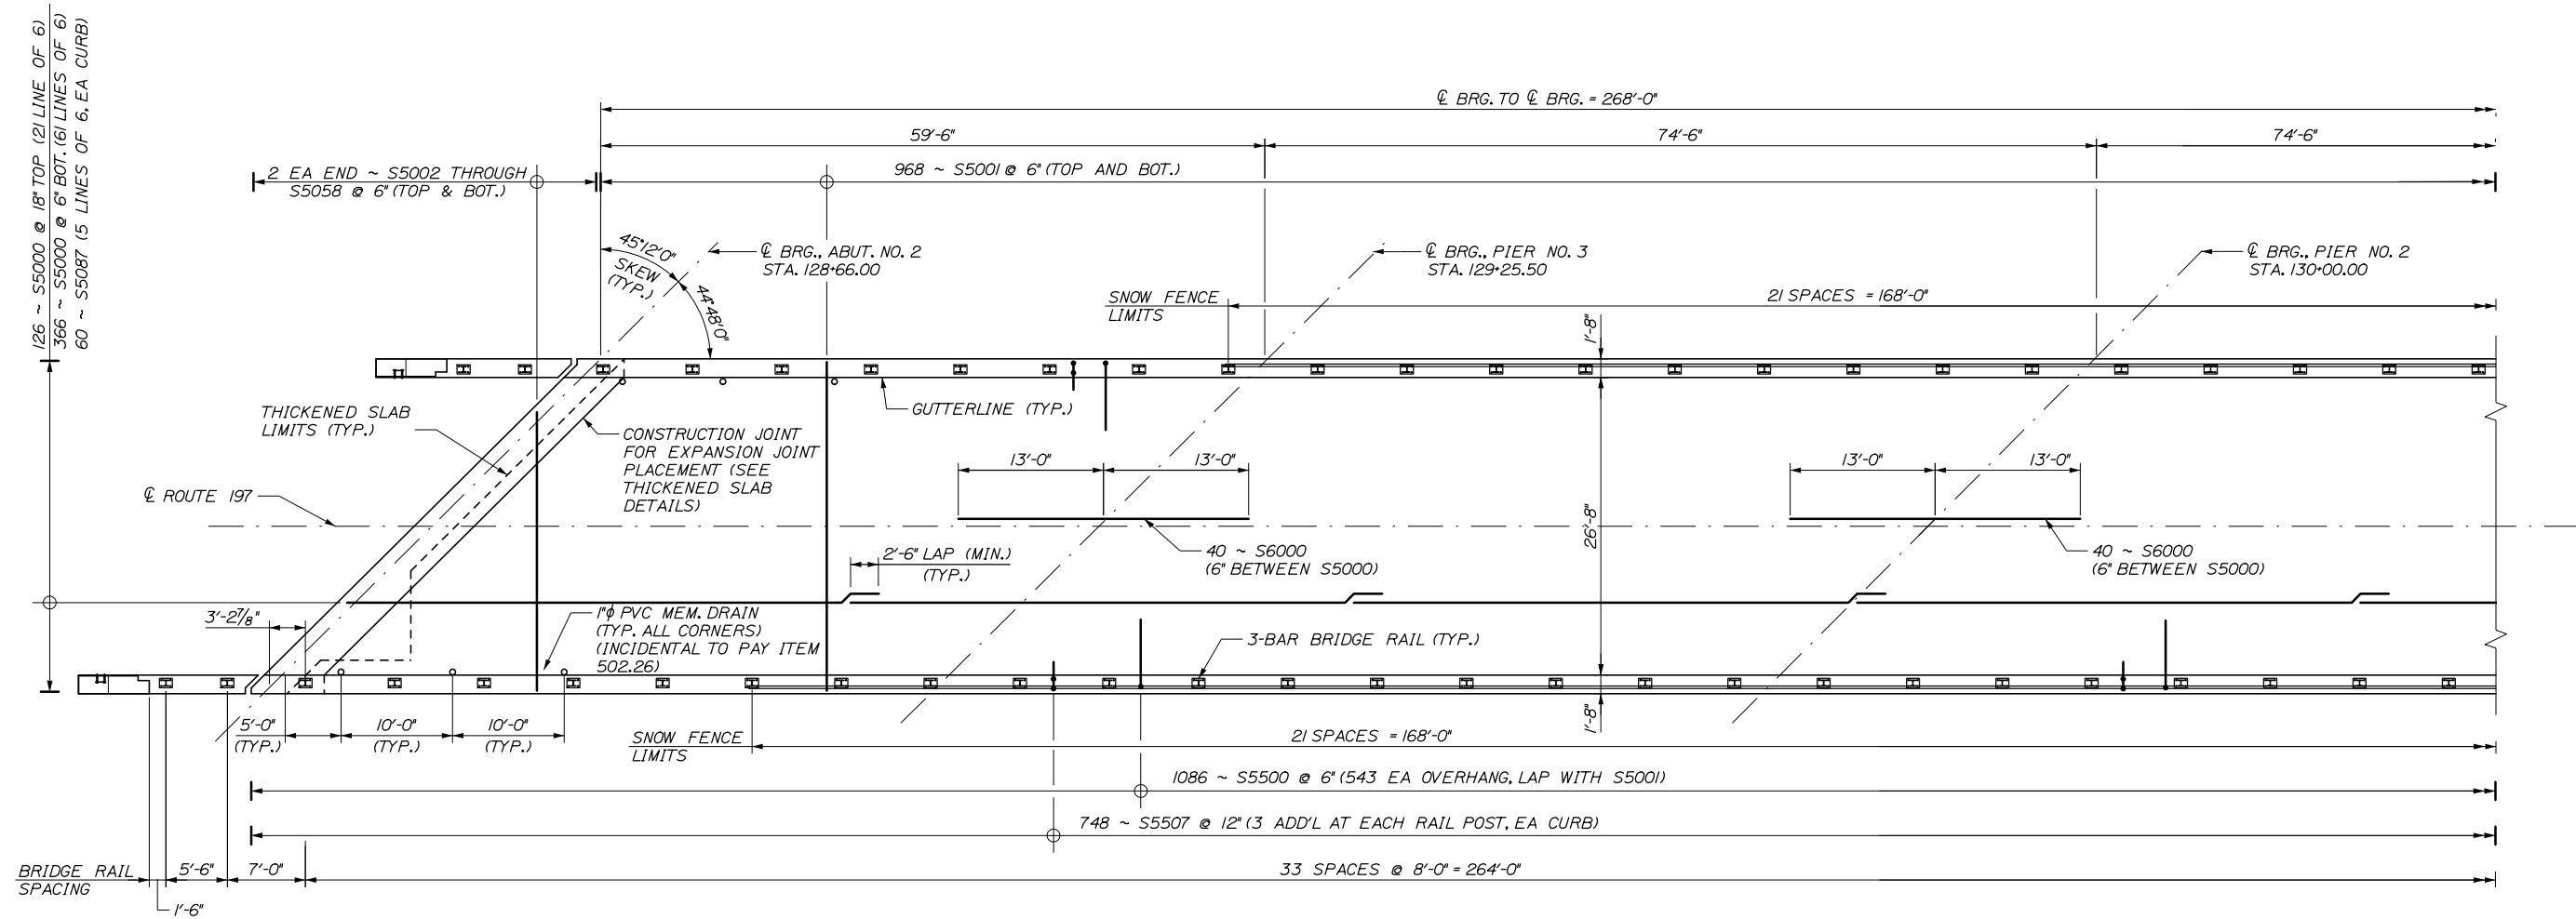 126 ~ S5000 @ 18" TOP (21 LINE OF 6)
366 ~ S5000 @ 6" BOT. (61 LINES OF 6)
60 ~ S5087 (5 LINES OF 6, EA CURB)
℄ BRG. TO ℄ BRG. = 268'-0"
59'-6"
74'-6"
74'-6"
2 EA END ~ S5002 THROUGH
S5058 @ 6" (TOP & BOT.)
968 ~ S5001 @ 6" (TOP AND BOT.)
45°12'0"
SKEW
(TYP.)
44°48'0"
℄ BRG., ABUT. NO. 2
STA. 128+66.00
℄ BRG., PIER NO. 3
STA. 129+25.50
℄ BRG., PIER NO. 2
STA. 130+00.00
SNOW FENCE
LIMITS
21 SPACES = 168'-0"
1'-8"
GUTTERLINE (TYP.)
THICKENED SLAB
LIMITS (TYP.)
CONSTRUCTION JOINT
FOR EXPANSION JOINT
PLACEMENT (SEE
THICKENED SLAB
DETAILS)
13'-0"
13'-0"
13'-0"
13'-0"
℄ ROUTE 197
26'-8"
40 ~ S6000
(6" BETWEEN S5000)
40 ~ S6000
(6" BETWEEN S5000)
2'-6" LAP (MIN.)
(TYP.)
3'-2⅞"
1"ϕ PVC MEM. DRAIN
(TYP. ALL CORNERS)
(INCIDENTAL TO PAY ITEM
502.26)
3-BAR BRIDGE RAIL (TYP.)
5'-0"
(TYP.)
10'-0"
(TYP.)
10'-0"
(TYP.)
1'-8"
SNOW FENCE
LIMITS
21 SPACES = 168'-0"
1086 ~ S5500 @ 6" (543 EA OVERHANG, LAP WITH S5001)
748 ~ S5507 @ 12" (3 ADD'L AT EACH RAIL POST, EA CURB)
BRIDGE RAIL
SPACING
5'-6"
7'-0"
33 SPACES @ 8'-0" = 264'-0"
1'-6"